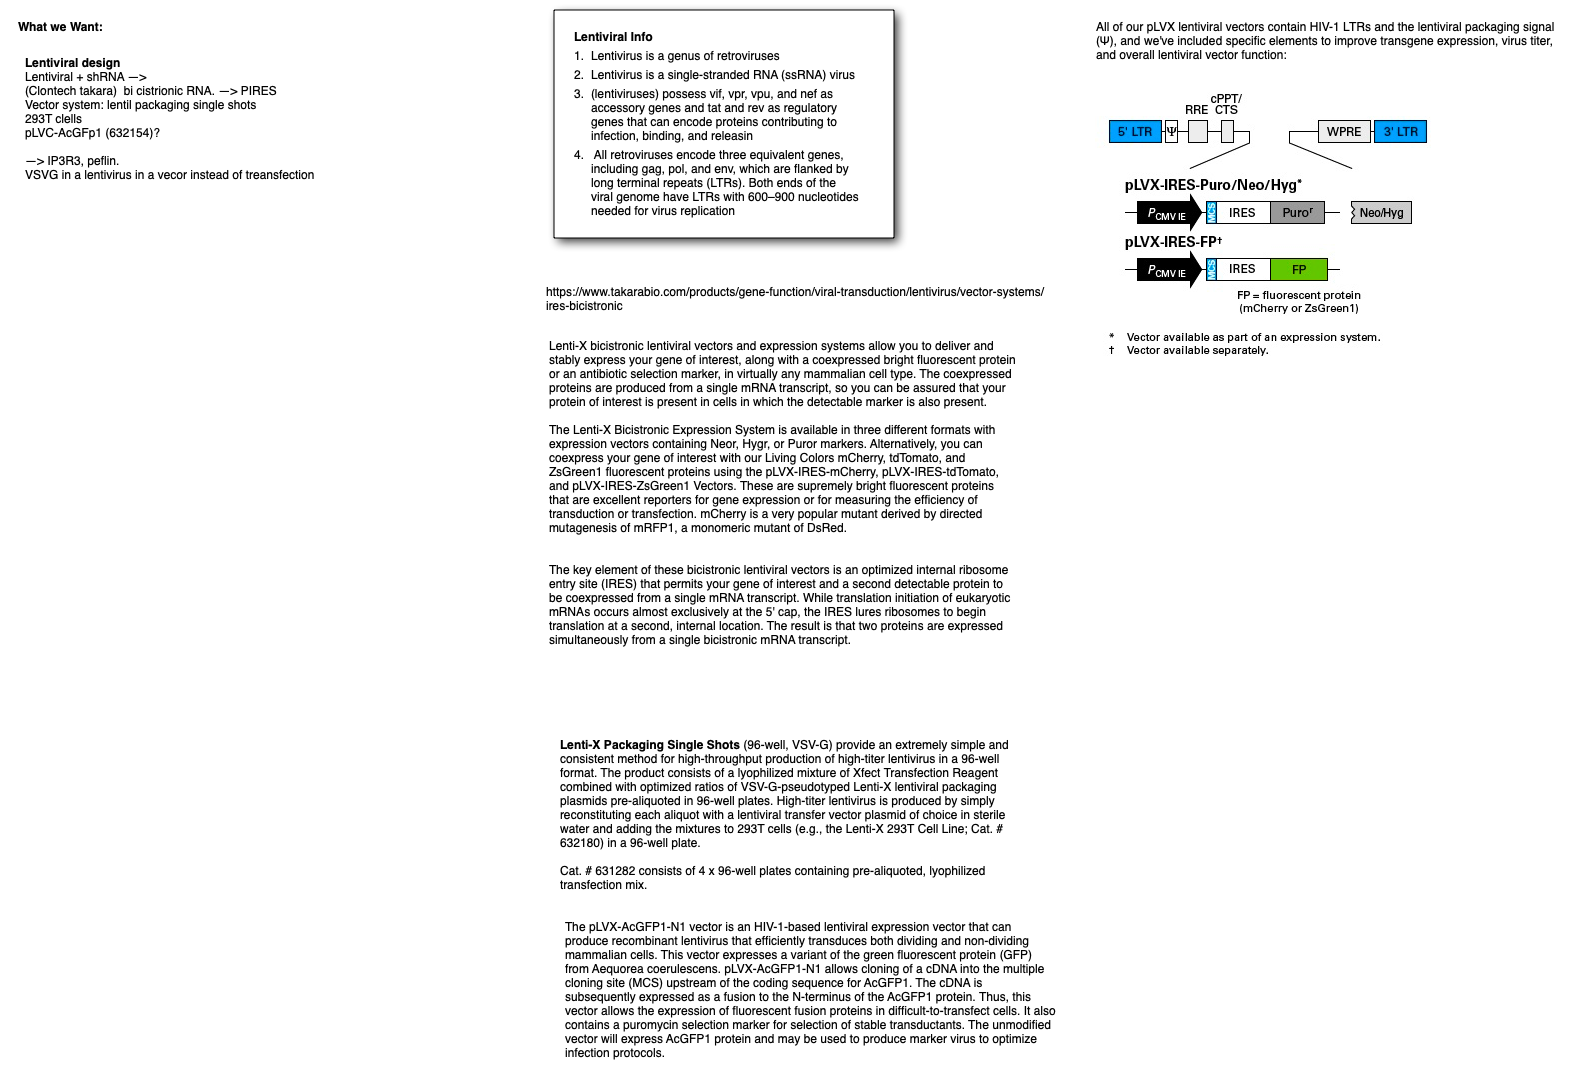 What we Want:
Lentiviral design
Lentiviral + shRNA —>
(Clontech takara)  bi cistrionic RNA. —> PIRES
Vector system: lentil packaging single shots
293T clells
pLVC-AcGFp1 (632154)?
—> IP3R3, peflin.
VSVG in a lentivirus in a vecor instead of treansfection
Lentiviral Info
1. Lentivirus is a genus of retroviruses
2. Lentivirus is a single-stranded RNA (ssRNA) virus
3. (lentiviruses) possess vif, vpr, vpu, and nef as
accessory genes and tat and rev as regulatory
genes that can encode proteins contributing to
infection, binding, and releasin
4. All retroviruses encode three equivalent genes,
including gag, pol, and env, which are flanked by
long terminal repeats (LTRs). Both ends of the
viral genome have LTRs with 600–900 nucleotides
needed for virus replication
https://www.takarabio.com/products/gene-function/viral-transduction/lentivirus/vector-systems/
ires-bicistronic
Lenti-X bicistronic lentiviral vectors and expression systems allow you to deliver and
stably express your gene of interest, along with a coexpressed bright fluorescent protein
or an antibiotic selection marker, in virtually any mammalian cell type. The coexpressed
proteins are produced from a single mRNA transcript, so you can be assured that your
protein of interest is present in cells in which the detectable marker is also present.
The Lenti-X Bicistronic Expression System is available in three different formats with
expression vectors containing Neor, Hygr, or Puror markers. Alternatively, you can
coexpress your gene of interest with our Living Colors mCherry, tdTomato, and
ZsGreen1 fluorescent proteins using the pLVX-IRES-mCherry, pLVX-IRES-tdTomato,
and pLVX-IRES-ZsGreen1 Vectors. These are supremely bright fluorescent proteins
that are excellent reporters for gene expression or for measuring the efficiency of
transduction or transfection. mCherry is a very popular mutant derived by directed
mutagenesis of mRFP1, a monomeric mutant of DsRed.
The key element of these bicistronic lentiviral vectors is an optimized internal ribosome
entry site (IRES) that permits your gene of interest and a second detectable protein to
be coexpressed from a single mRNA transcript. While translation initiation of eukaryotic
mRNAs occurs almost exclusively at the 5' cap, the IRES lures ribosomes to begin
translation at a second, internal location. The result is that two proteins are expressed
simultaneously from a single bicistronic mRNA transcript.
Lenti-X Packaging Single Shots (96-well, VSV-G) provide an extremely simple and
consistent method for high-throughput production of high-titer lentivirus in a 96-well
format. The product consists of a lyophilized mixture of Xfect Transfection Reagent
combined with optimized ratios of VSV-G-pseudotyped Lenti-X lentiviral packaging
plasmids pre-aliquoted in 96-well plates. High-titer lentivirus is produced by simply
reconstituting each aliquot with a lentiviral transfer vector plasmid of choice in sterile
water and adding the mixtures to 293T cells (e.g., the Lenti-X 293T Cell Line; Cat. #
632180) in a 96-well plate.
Cat. # 631282 consists of 4 x 96-well plates containing pre-aliquoted, lyophilized
transfection mix.
The pLVX-AcGFP1-N1 vector is an HIV-1-based lentiviral expression vector that can
produce recombinant lentivirus that efficiently transduces both dividing and non-dividing
mammalian cells. This vector expresses a variant of the green fluorescent protein (GFP)
from Aequorea coerulescens. pLVX-AcGFP1-N1 allows cloning of a cDNA into the multiple
cloning site (MCS) upstream of the coding sequence for AcGFP1. The cDNA is
subsequently expressed as a fusion to the N-terminus of the AcGFP1 protein. Thus, this
vector allows the expression of fluorescent fusion proteins in difficult-to-transfect cells. It also
contains a puromycin selection marker for selection of stable transductants. The unmodified
vector will express AcGFP1 protein and may be used to produce marker virus to optimize
infection protocols.
All of our pLVX lentiviral vectors contain HIV-1 LTRs and the lentiviral packaging signal
(Ψ), and we've included specific elements to improve transgene expression, virus titer,
and overall lentiviral vector function:
cPPT/
RRE CTS
5' LTR Ψ WPRE 3' LTR
pLVX-IRES-Puro/Neo/Hyg*
PCMV IE MCS IRES Puroʳ Neo/Hyg
pLVX-IRES-FP†
PCMV IE MCS IRES FP
FP = fluorescent protein
(mCherry or ZsGreen1)
* Vector available as part of an expression system.
† Vector available separately.